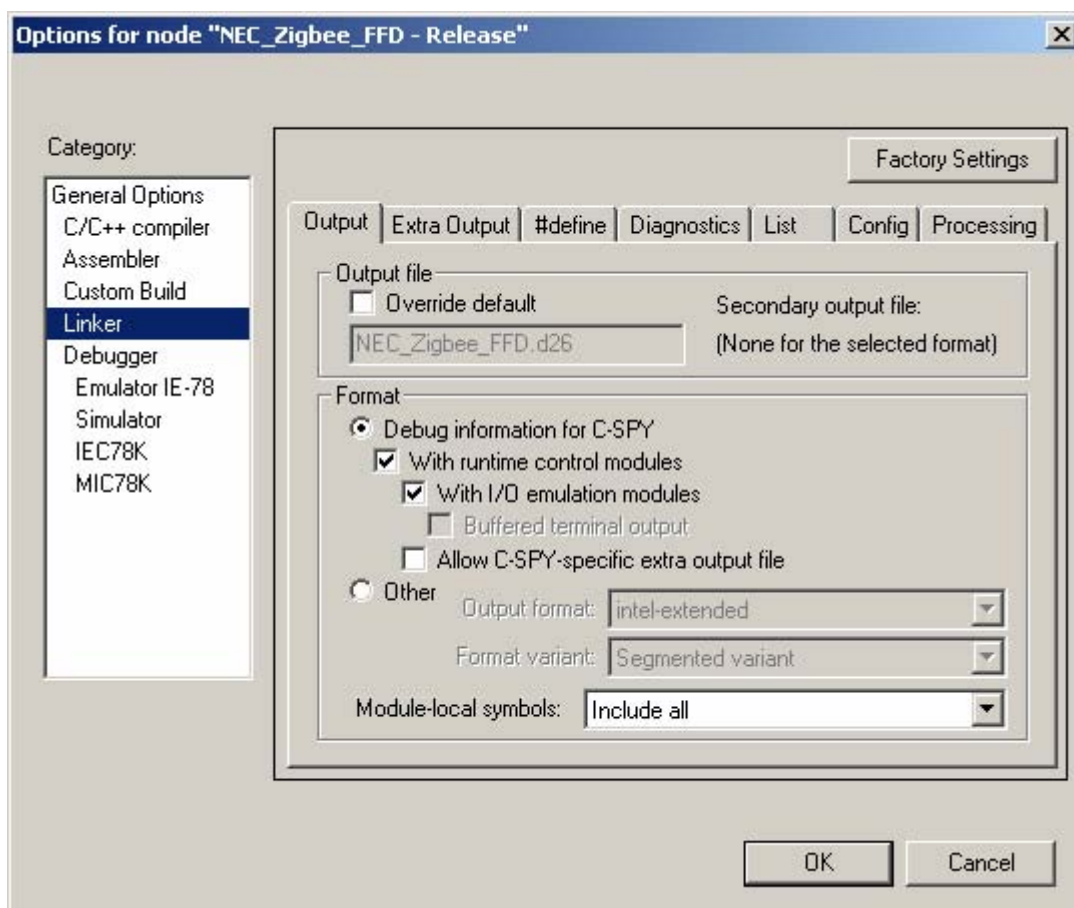 Options for node "NEC_Zigbee_FFD - Release"
Category:
Factory Settings
General Options
C/C++ compiler
Assembler
Custom Build
Linker
Debugger
Emulator IE-78
Simulator
IEC78K
MIC78K
Output Extra Output #define Diagnostics List Config Processing
Output file
Override default
Secondary output file:
NEC_Zigbee_FFD.d26
(None for the selected format)
Format
Debug information for C-SPY
With runtime control modules
With I/O emulation modules
Buffered terminal output
Allow C-SPY-specific extra output file
Other
Output format: intel-extended
Format variant: Segmented variant
Module-local symbols: Include all
OK Cancel